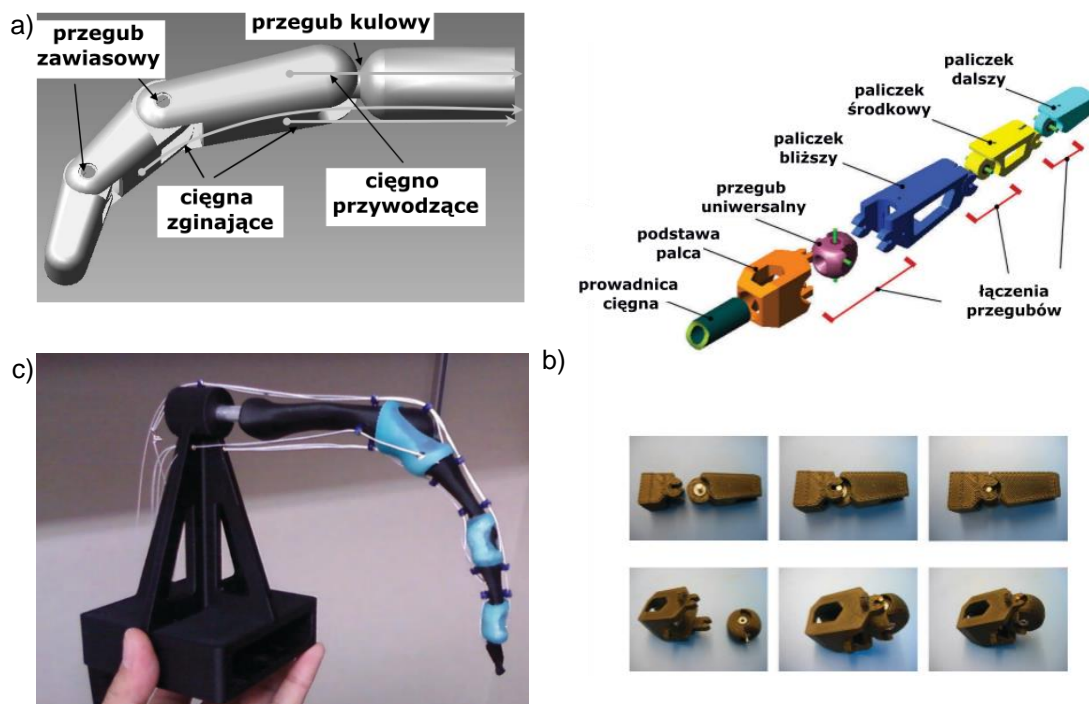 a)
przegub
zawiasowy
przegub kulowy
cięgna
zginające
cięgno
przywodzące
paliczek
dalszy
paliczek
środkowy
paliczek
bliższy
przegub
uniwersalny
podstawa
palca
prowadnica
cięgna
łączenia
przegubów
c)
b)